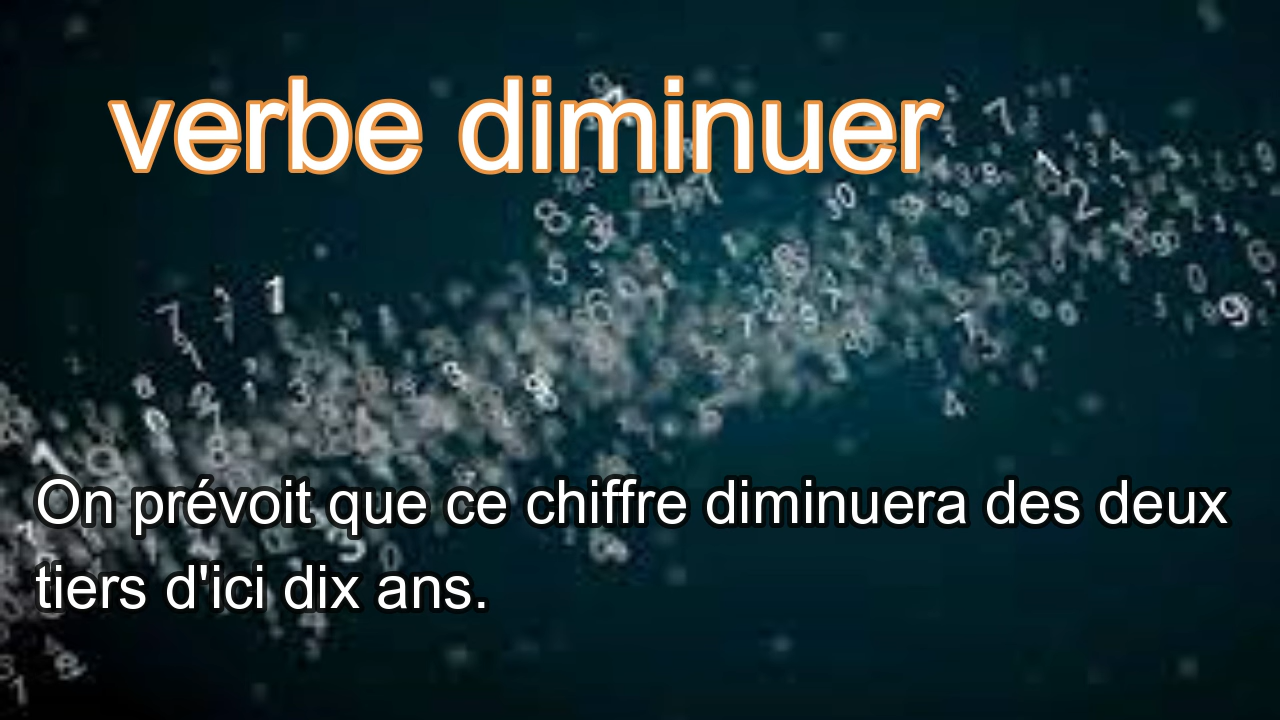 verbe diminuer
On prévoit que ce chiffre diminuera des deux
tiers d'ici dix ans.